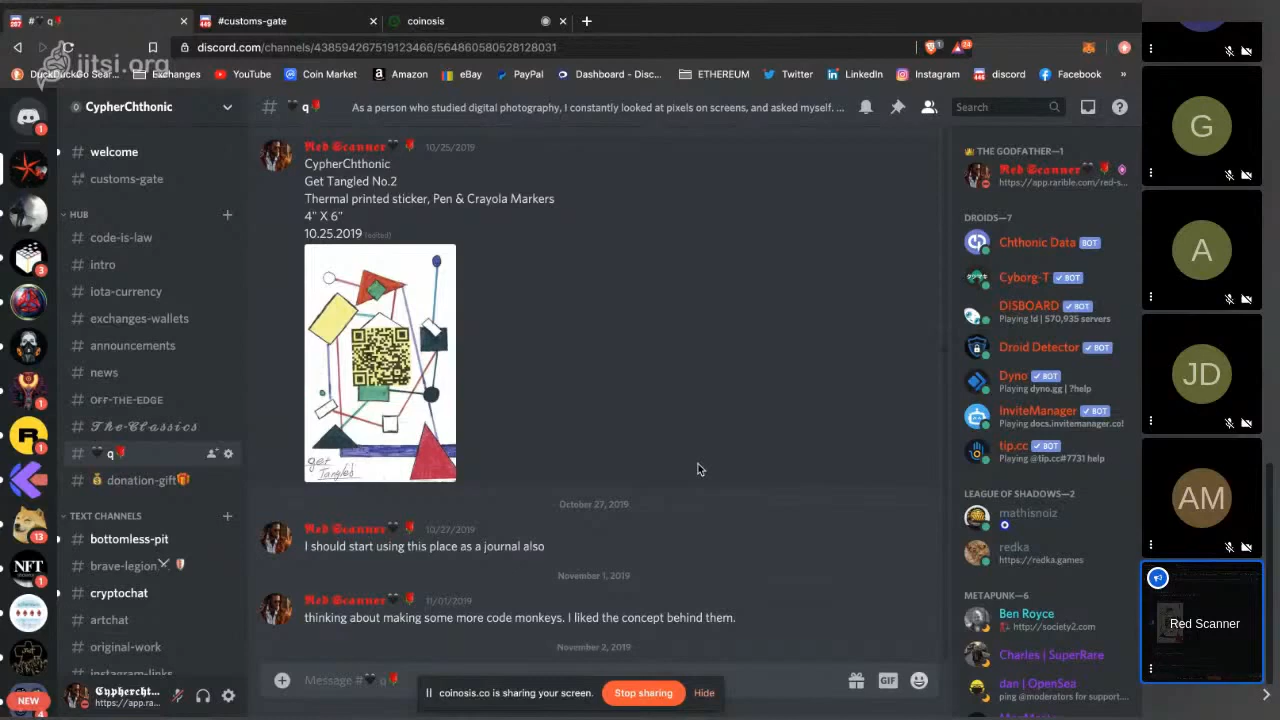 # 🖤 q🌹
#customs-gate
coinosis
jitsi.org
discord.com/channels/438594267519123466/564860580528128031
1
24
DuckDuckGo Sear...
Exchanges
YouTube
Coin Market
Amazon
eBay
PayPal
Dashboard - Disc...
ETHEREUM
Twitter
LinkedIn
Instagram
discord
Facebook
»
CypherChthonic
# 🖤 q🌹
As a person who studied digital photography, I constantly looked at pixels on screens, and asked myself. ...
Search
welcome
customs-gate
HUB
code-is-law
intro
iota-currency
exchanges-wallets
announcements
news
OFF-THE-EDGE
The Classics
🖤 q🌹
💰 donation-gift🎁
TEXT CHANNELS
bottomless-pit
brave-legion
cryptochat
artchat
original-work
instagram-links
NEW
Cyphercht...
https://app.ra...
Red Scanner🖤🌹 10/25/2019
CypherChthonic
Get Tangled No.2
Thermal printed sticker, Pen & Crayola Markers
4" X 6"
10.25.2019 (edited)
get
Tangled
October 27, 2019
Red Scanner🖤🌹 10/27/2019
I should start using this place as a journal also
November 1, 2019
Red Scanner🖤🌹 11/01/2019
thinking about making some more code monkeys. I liked the concept behind them.
November 2, 2019
Message # 🖤 q🌹
GIF
coinosis.co is sharing your screen.
Stop sharing
Hide
THE GODFATHER—1
Red Scanner🖤🌹
https://app.rarible.com/red-s...
DROIDS—7
Chthonic Data BOT
Cyborg-T BOT
DISBOARD BOT
Playing !d | 570,935 servers
Droid Detector BOT
Dyno BOT
Playing dyno.gg | ?help
InviteManager BOT
Playing docs.invitemanager.co!
tip.cc BOT
Playing @tip.cc#7731 help
LEAGUE OF SHADOWS—2
mathisnoiz
redka
https://redka.games
METAPUNK—6
Ben Royce
http://society2.com
Charles | SuperRare
dan | OpenSea
ping @moderators for support....
G
A
JD
AM
Red Scanner